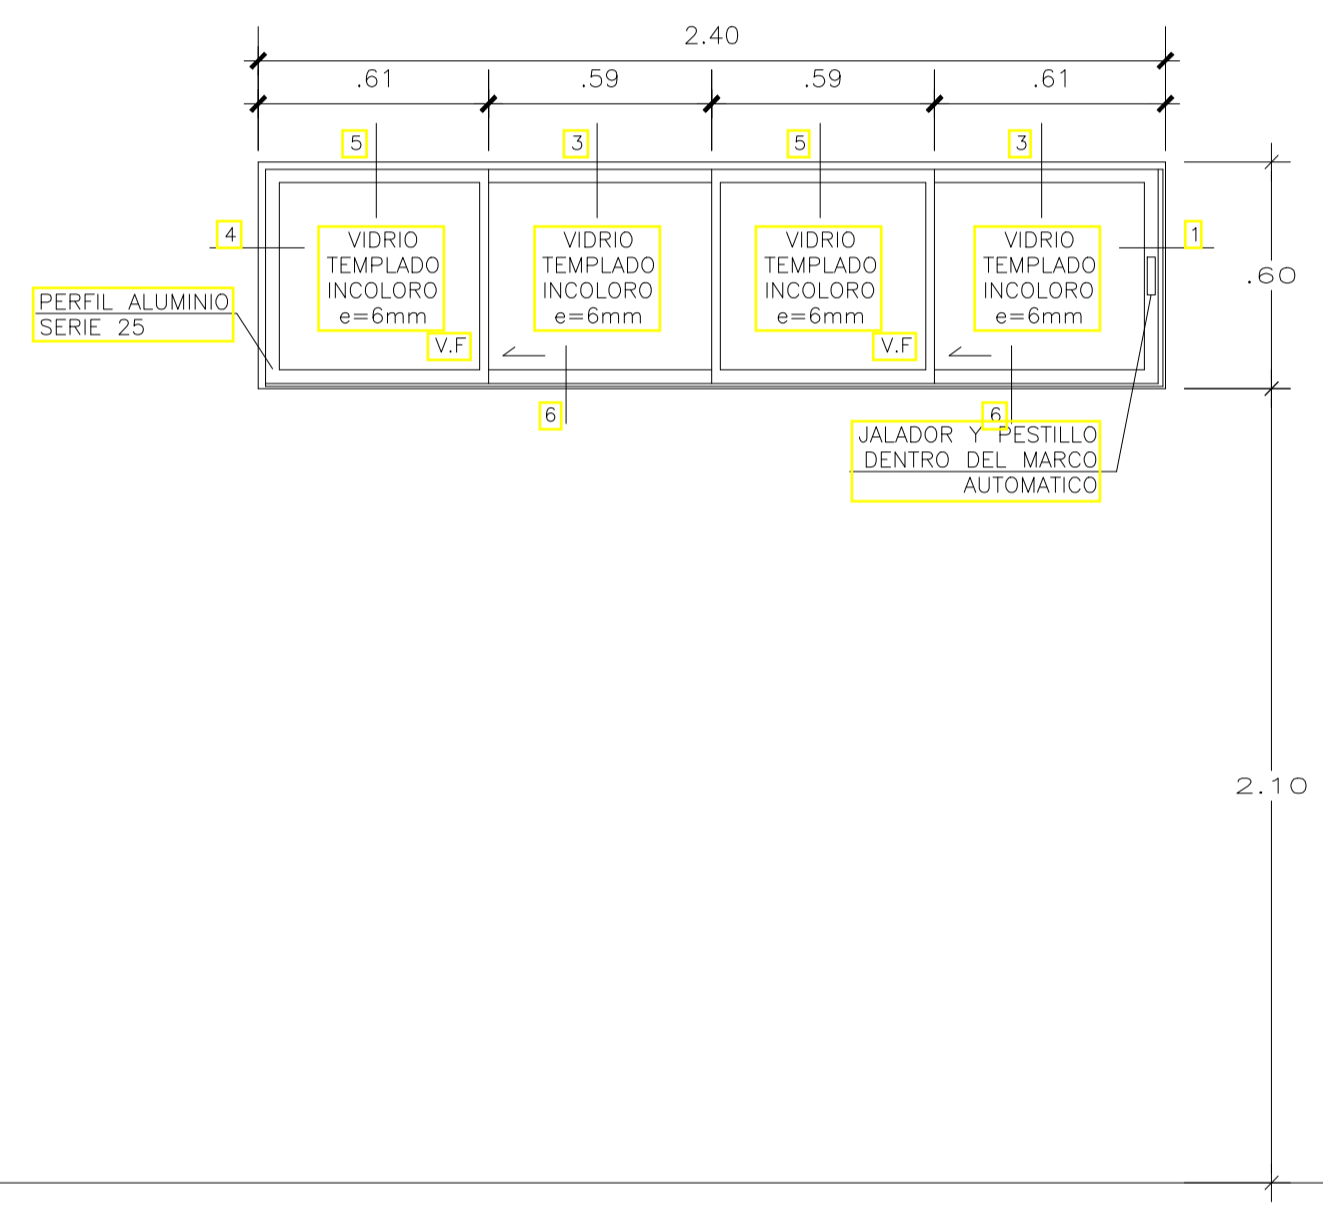 2.40
.61
.59
.59
.61
5
3
5
3
4
1
VIDRIO
TEMPLADO
INCOLORO
e=6mm
VIDRIO
TEMPLADO
INCOLORO
e=6mm
VIDRIO
TEMPLADO
INCOLORO
e=6mm
VIDRIO
TEMPLADO
INCOLORO
e=6mm
.60
PERFIL ALUMINIO
SERIE 25
V.F
V.F
6
6
JALADOR Y PESTILLO
DENTRO DEL MARCO
AUTOMATICO
2.10